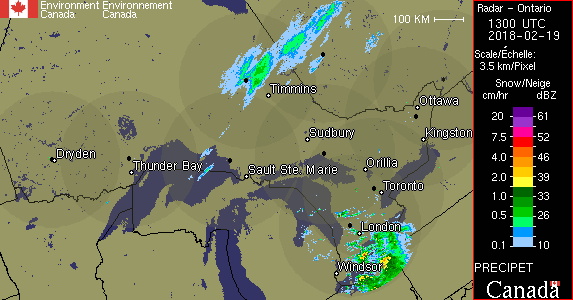 Environment Environnement
Canada Canada
100 KM
Radar - Ontario
1300 UTC
2018-02-19
Scale/Échelle:
3.5 km/Pixel
Snow/Neige
cm/hr dBZ
20 61
7.5 52
4.0 46
2.0 39
1.0 33
0.5 26
0.1 10
PRECIPET
Canada
Timmins
Ottawa
Sudbury
Kingston
Dryden
Thunder Bay
Sault Ste. Marie
Orillia
Toronto
London
Windsor